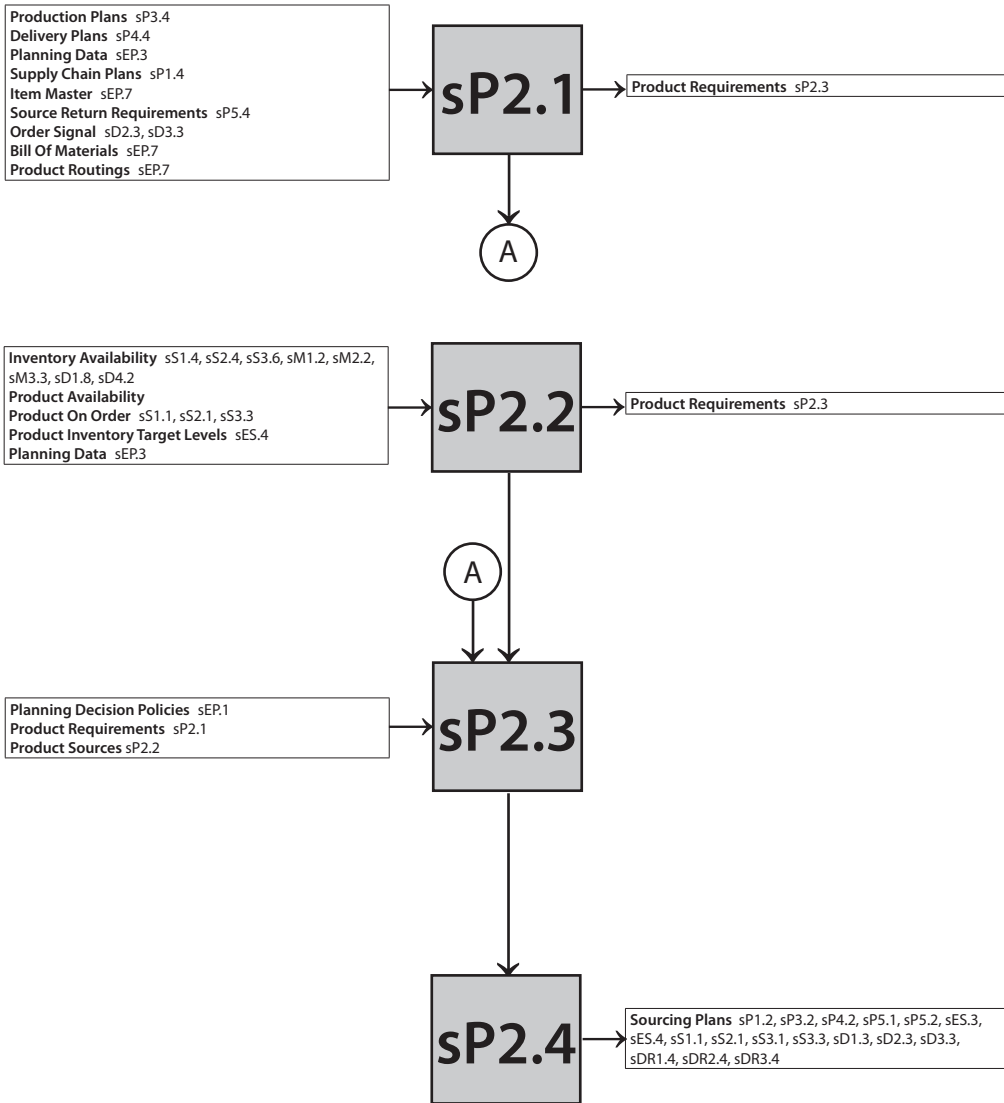 Production Plans sP3.4
Delivery Plans sP4.4
Planning Data sEP.3
Supply Chain Plans sP1.4
Item Master sEP.7
Source Return Requirements sP5.4
Order Signal sD2.3, sD3.3
Bill Of Materials sEP.7
Product Routings sEP.7
sP2.1
Product Requirements sP2.3
A
Inventory Availability sS1.4, sS2.4, sS3.6, sM1.2, sM2.2,
sM3.3, sD1.8, sD4.2
Product Availability
Product On Order sS1.1, sS2.1, sS3.3
Product Inventory Target Levels sES.4
Planning Data sEP.3
sP2.2
Product Requirements sP2.3
A
Planning Decision Policies sEP.1
Product Requirements sP2.1
Product Sources sP2.2
sP2.3
sP2.4
Sourcing Plans sP1.2, sP3.2, sP4.2, sP5.1, sP5.2, sES.3,
sES.4, sS1.1, sS2.1, sS3.1, sS3.3, sD1.3, sD2.3, sD3.3,
sDR1.4, sDR2.4, sDR3.4